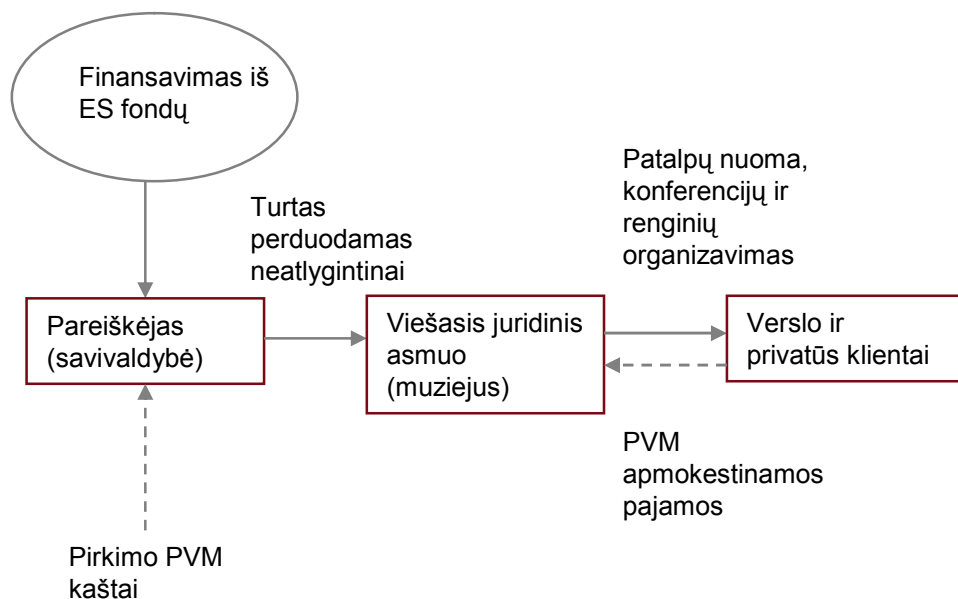 Finansavimas iš
ES fondų
Patalpų nuoma,
konferencijų ir
renginių
organizavimas
Turtas
perduodamas
neatlygintinai
Pareiškėjas
(savivaldybė)
Viešasis juridinis
asmuo
(muziejus)
Verslo ir
privatūs klientai
PVM
apmokestinamos
pajamos
Pirkimo PVM
kaštai